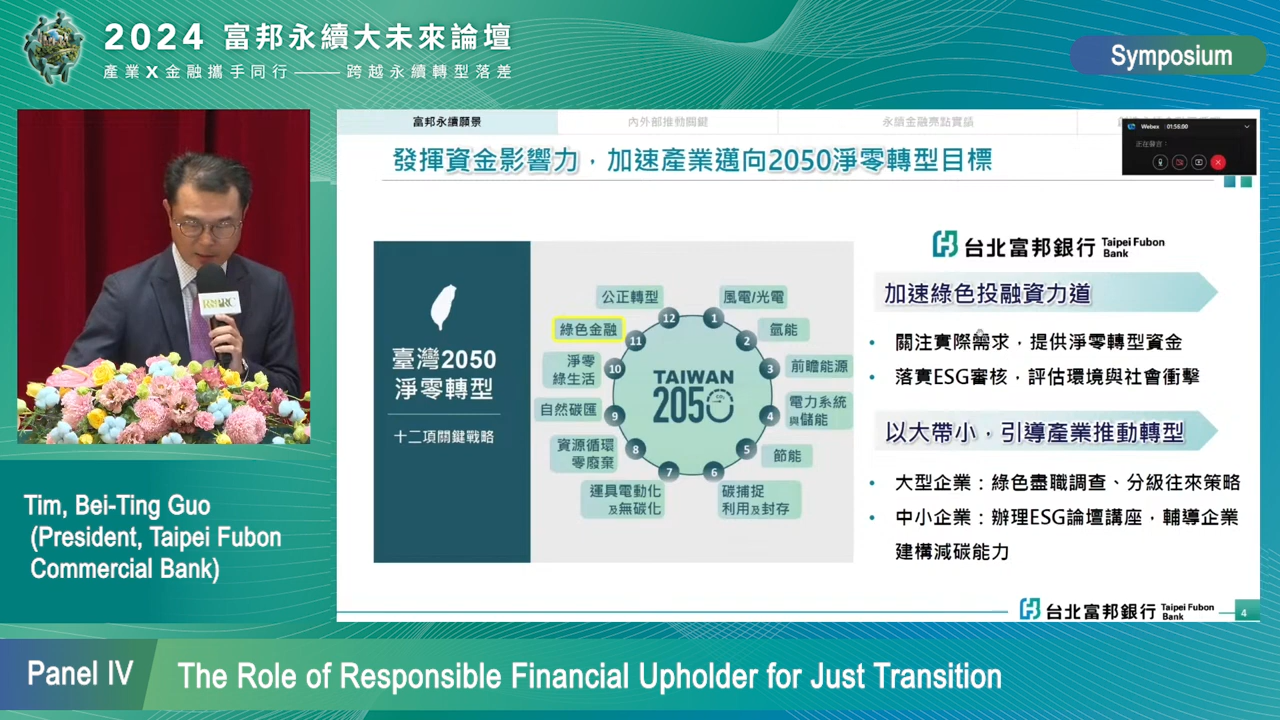 2024 富邦永續大未來論壇
產業X金融攜手同行——跨越永續轉型落差
Symposium
富邦永續願景
內外部推動關鍵
永續金融亮點實績
Webex
01:56:00
正在聲音：
發揮資金影響力，加速產業邁向2050淨零轉型目標
臺灣2050
淨零轉型
十二項關鍵戰略
TAIWAN
2050
1
風電/光電
2
氫能
3
前瞻能源
4
電力系統
與儲能
5
節能
6
碳捕捉
利用及封存
7
運具電動化
及無碳化
8
資源循環
零廢棄
9
自然碳匯
10
淨零
綠生活
11
綠色金融
12
公正轉型
台北富邦銀行 Taipei Fubon
Bank
加速綠色投融資力道
• 關注實際需求，提供淨零轉型資金
• 落實ESG審核，評估環境與社會衝擊
以大帶小，引導產業推動轉型
• 大型企業：綠色盡職調查、分級往來策略
• 中小企業：辦理ESG論壇講座，輔導企業
建構減碳能力
台北富邦銀行 Taipei Fubon
Bank
4
Tim, Bei-Ting Guo
(President, Taipei Fubon
Commercial Bank)
Panel IV
The Role of Responsible Financial Upholder for Just Transition